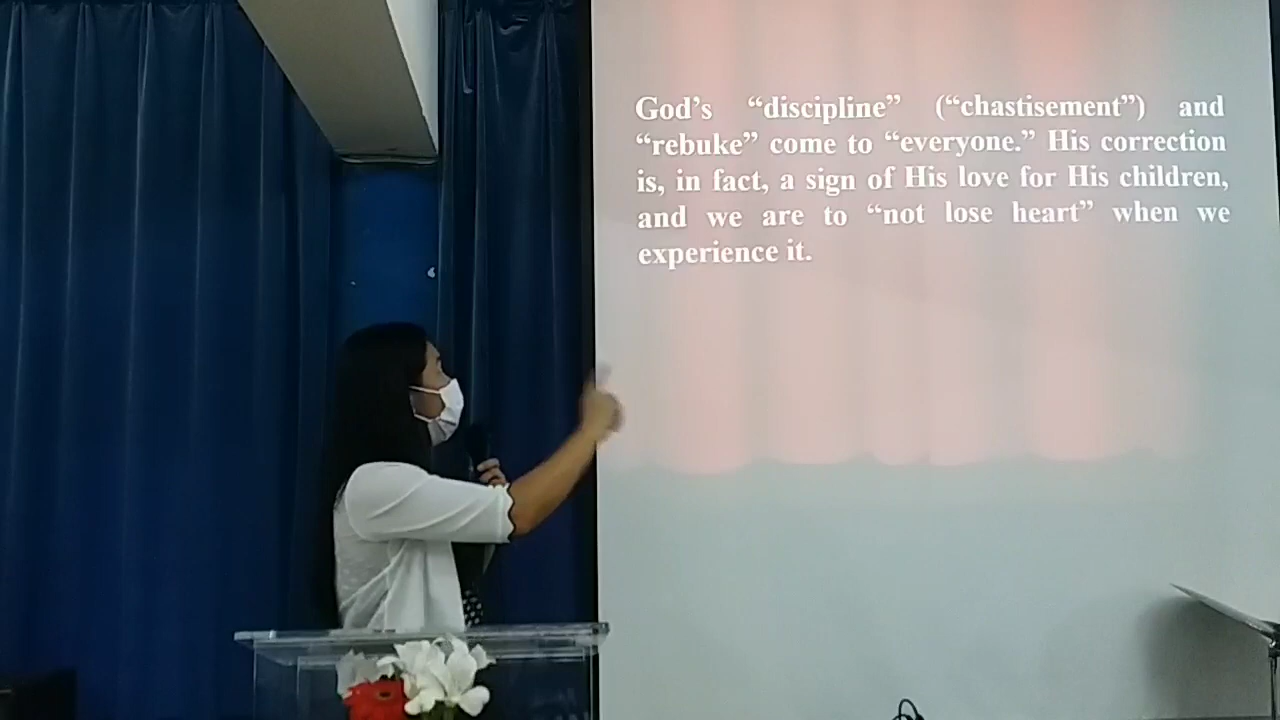 God’s “discipline” (“chastisement”) and
“rebuke” come to “everyone.” His correction
is, in fact, a sign of His love for His children,
and we are to “not lose heart” when we
experience it.